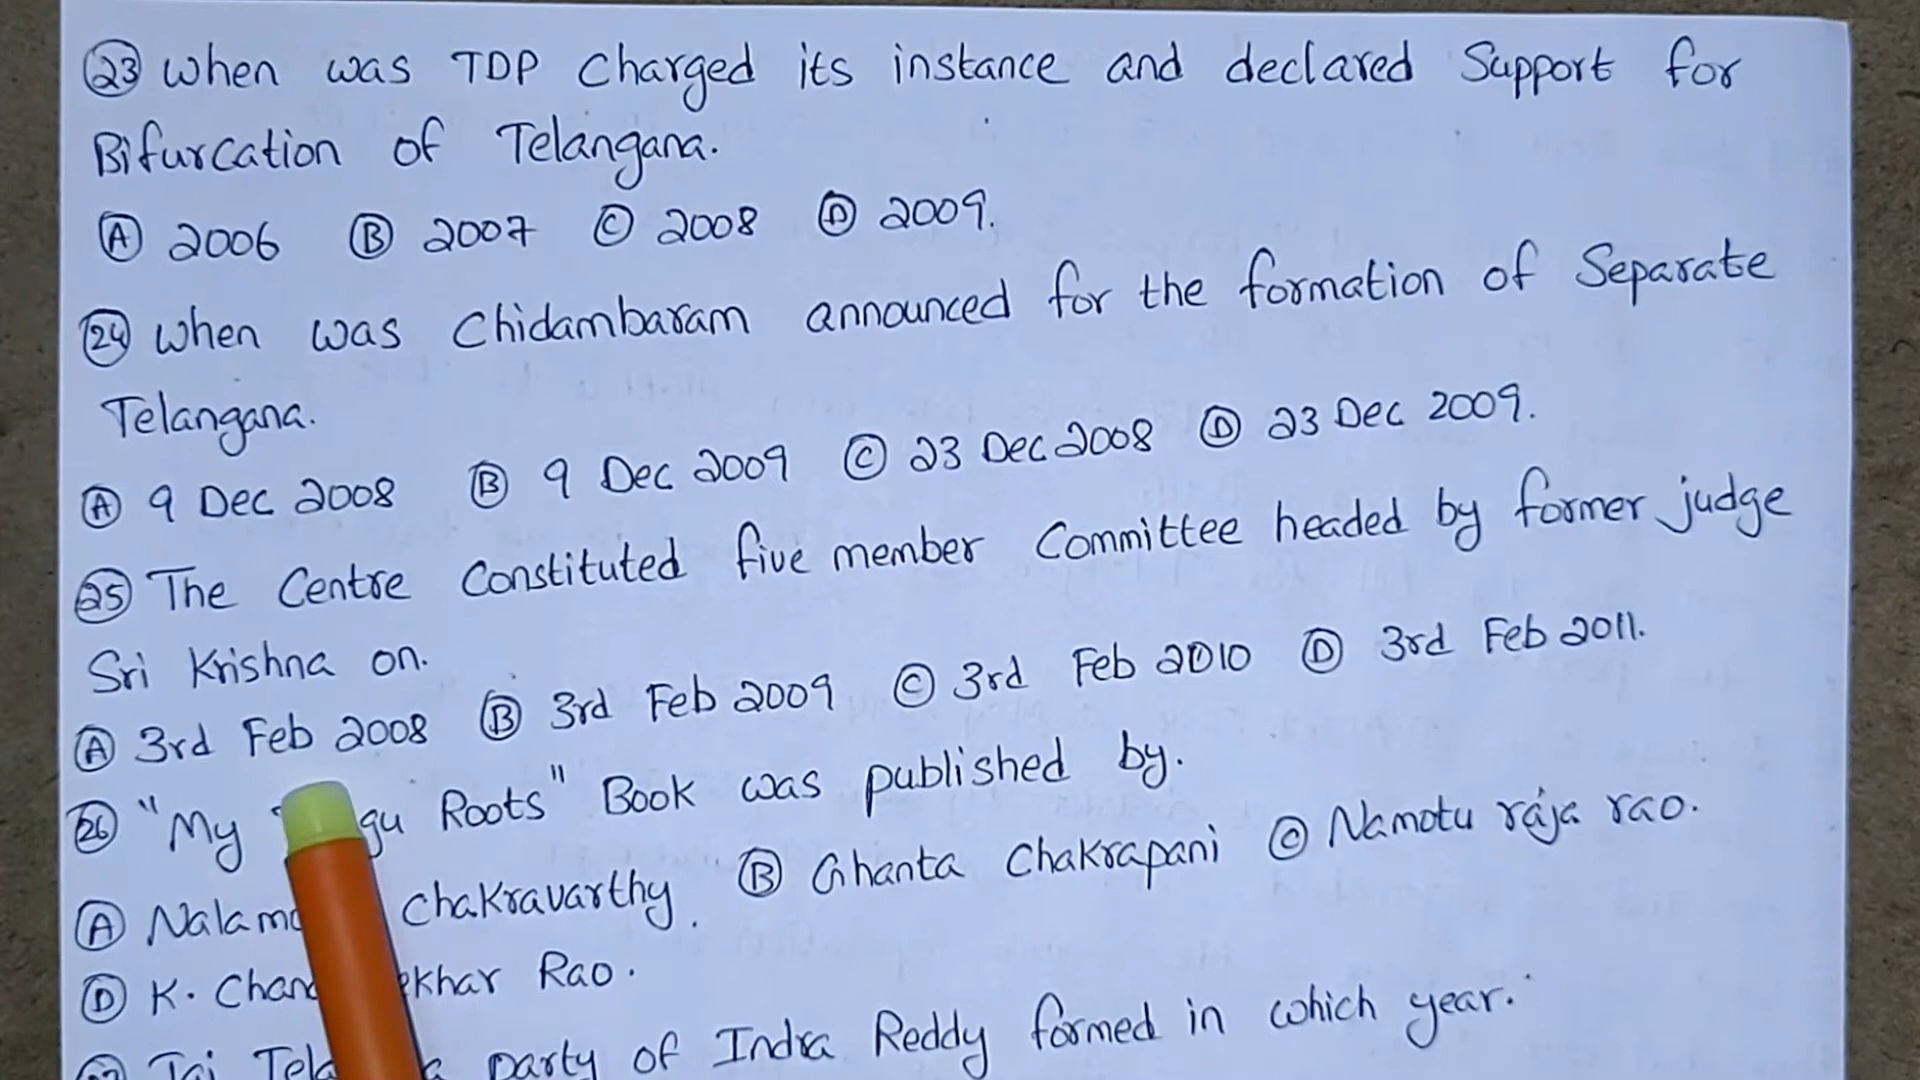 23 When was TDP Charged its instance and declared Support for
Bifurcation of Telangana.
A 2006 B 2007 C 2008 D 2009.
24 When was Chidambaram announced for the formation of Separate
Telangana.
A 9 Dec 2008 B 9 Dec 2009 C 23 Dec 2008 D 23 Dec 2009.
25 The Centre Constituted five member Committee headed by former judge
Sri Krishna on.
A 3rd Feb 2008 B 3rd Feb 2009 C 3rd Feb 2010 D 3rd Feb 2011.
26 "My Roots" Book was published by.
A Chakravarthy. B Ghanta Chakrapani C Namotu raja rao.
D K. Rao.
Jai party of Indra Reddy formed in which year.